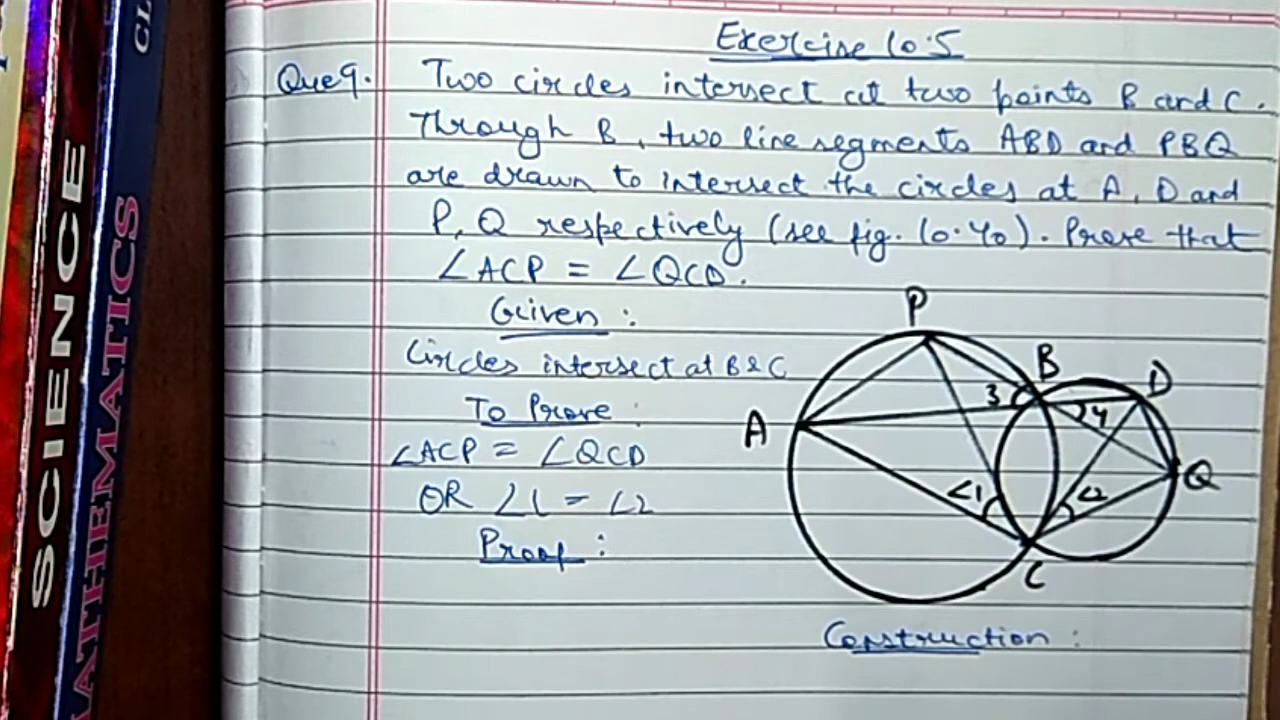 SCIENCE
MATHEMATICS
CL
Exercise 10.5
Que 9. Two circles intersect at two points B and C.
Through B, two line segments ABD and PBQ
are drawn to intersect the circles at A, D and
P, Q respectively (see fig. 10.40). Prove that
∠ACP = ∠QCD.
Given :
Circles intersect at B & C
To Prove :
∠ACP = ∠QCD
OR ∠1 = ∠2
Proof :
P
B
D
3
4
A
Q
∠1
∠2
C
Construction :